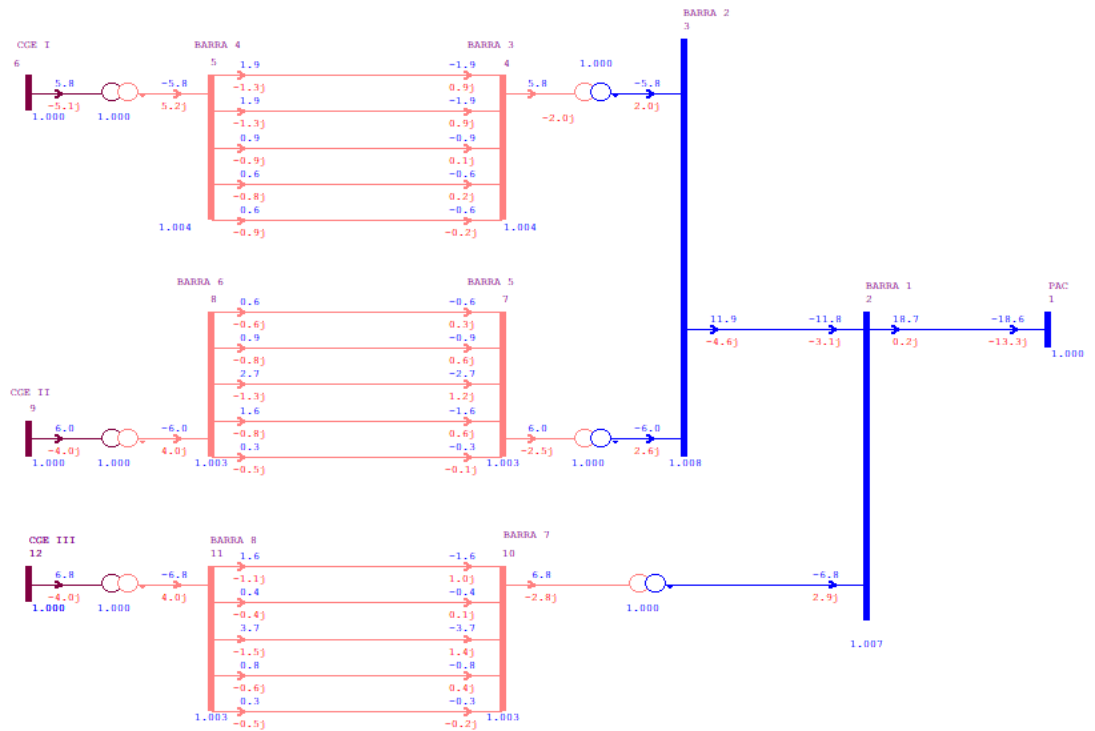 BARRA 2
3
CGE I
6
BARRA 4
5
BARRA 3
4
1.000
5.8
-5.1j
1.000
1.000
-5.8
5.2j
1.9
-1.3j
-1.9
0.9j
1.9
-1.3j
-1.9
0.9j
0.9
-0.9j
-0.9
0.1j
0.6
-0.8j
-0.6
0.2j
0.6
-0.9j
-0.6
-0.2j
1.004
1.004
5.8
-2.0j
-5.8
2.0j
BARRA 6
8
BARRA 5
7
0.6
-0.6j
-0.6
0.3j
0.9
-0.8j
-0.9
0.6j
2.7
-1.3j
-2.7
1.2j
1.6
-0.8j
-1.6
0.6j
0.3
-0.5j
-0.3
-0.1j
CGE II
9
6.0
-4.0j
1.000
1.000
-6.0
4.0j
1.003
1.003
6.0
-2.5j
1.000
-6.0
2.6j
1.008
BARRA 1
2
PAC
1
11.9
-4.6j
-11.8
-3.1j
18.7
0.2j
-18.6
-13.3j
1.000
CGE III
12
BARRA 8
11
BARRA 7
10
6.8
-4.0j
1.000
1.000
-6.8
4.0j
1.6
-1.1j
-1.6
1.0j
0.4
-0.4j
-0.4
0.1j
3.7
-1.5j
-3.7
1.4j
0.8
-0.6j
-0.8
0.4j
0.3
-0.5j
-0.3
-0.2j
1.003
1.003
6.8
-2.8j
1.000
-6.8
2.9j
1.007